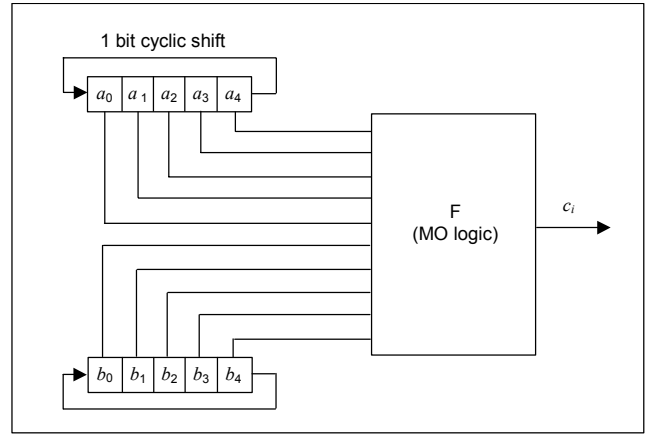 1 bit cyclic shift
a₀ a₁ a₂ a₃ a₄
F
(MO logic)
cᵢ
b₀ b₁ b₂ b₃ b₄